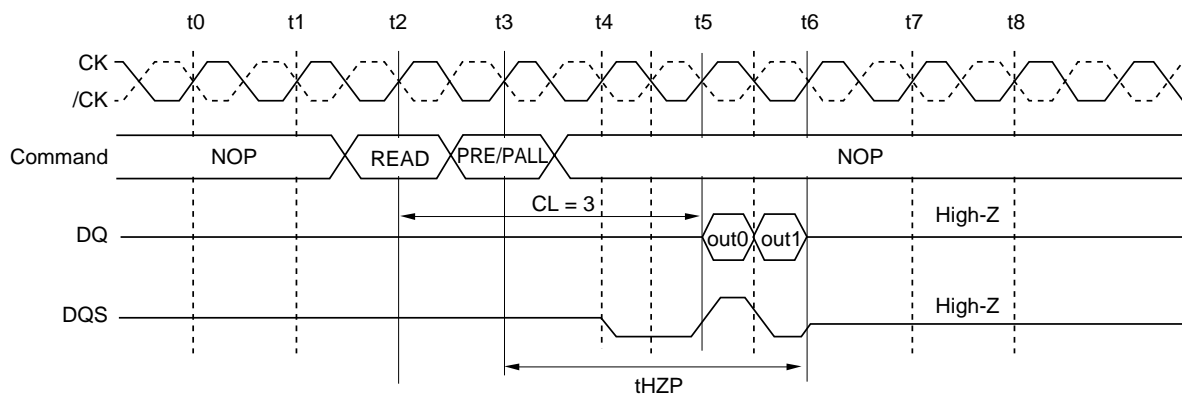 t0 t1 t2 t3 t4 t5 t6 t7 t8
CK
/CK
Command NOP READ PRE/PALL NOP
CL = 3
DQ out0 out1 High-Z
DQS High-Z
tHZP